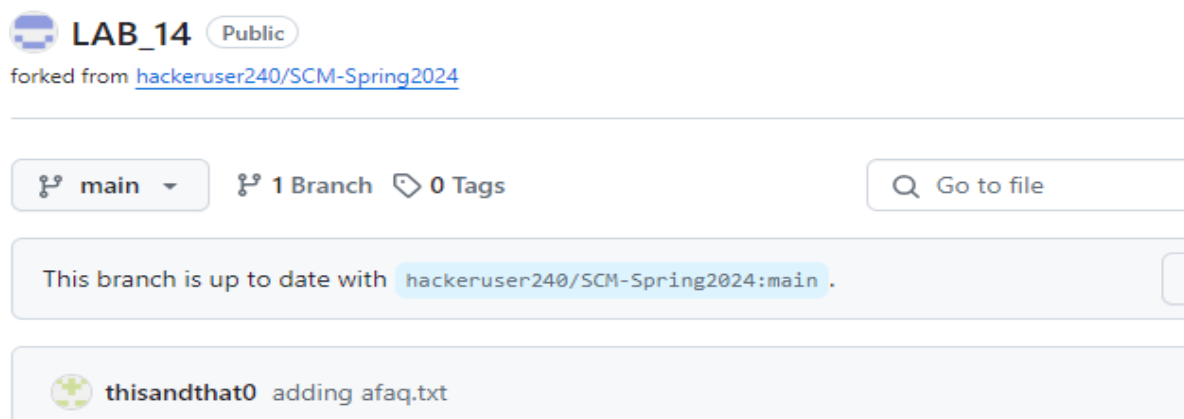 LAB_14 Public
forked from hackeruser240/SCM-Spring2024
main 1 Branch 0 Tags Go to file
This branch is up to date with hackeruser240/SCM-Spring2024:main .
thisandthat0 adding afaq.txt